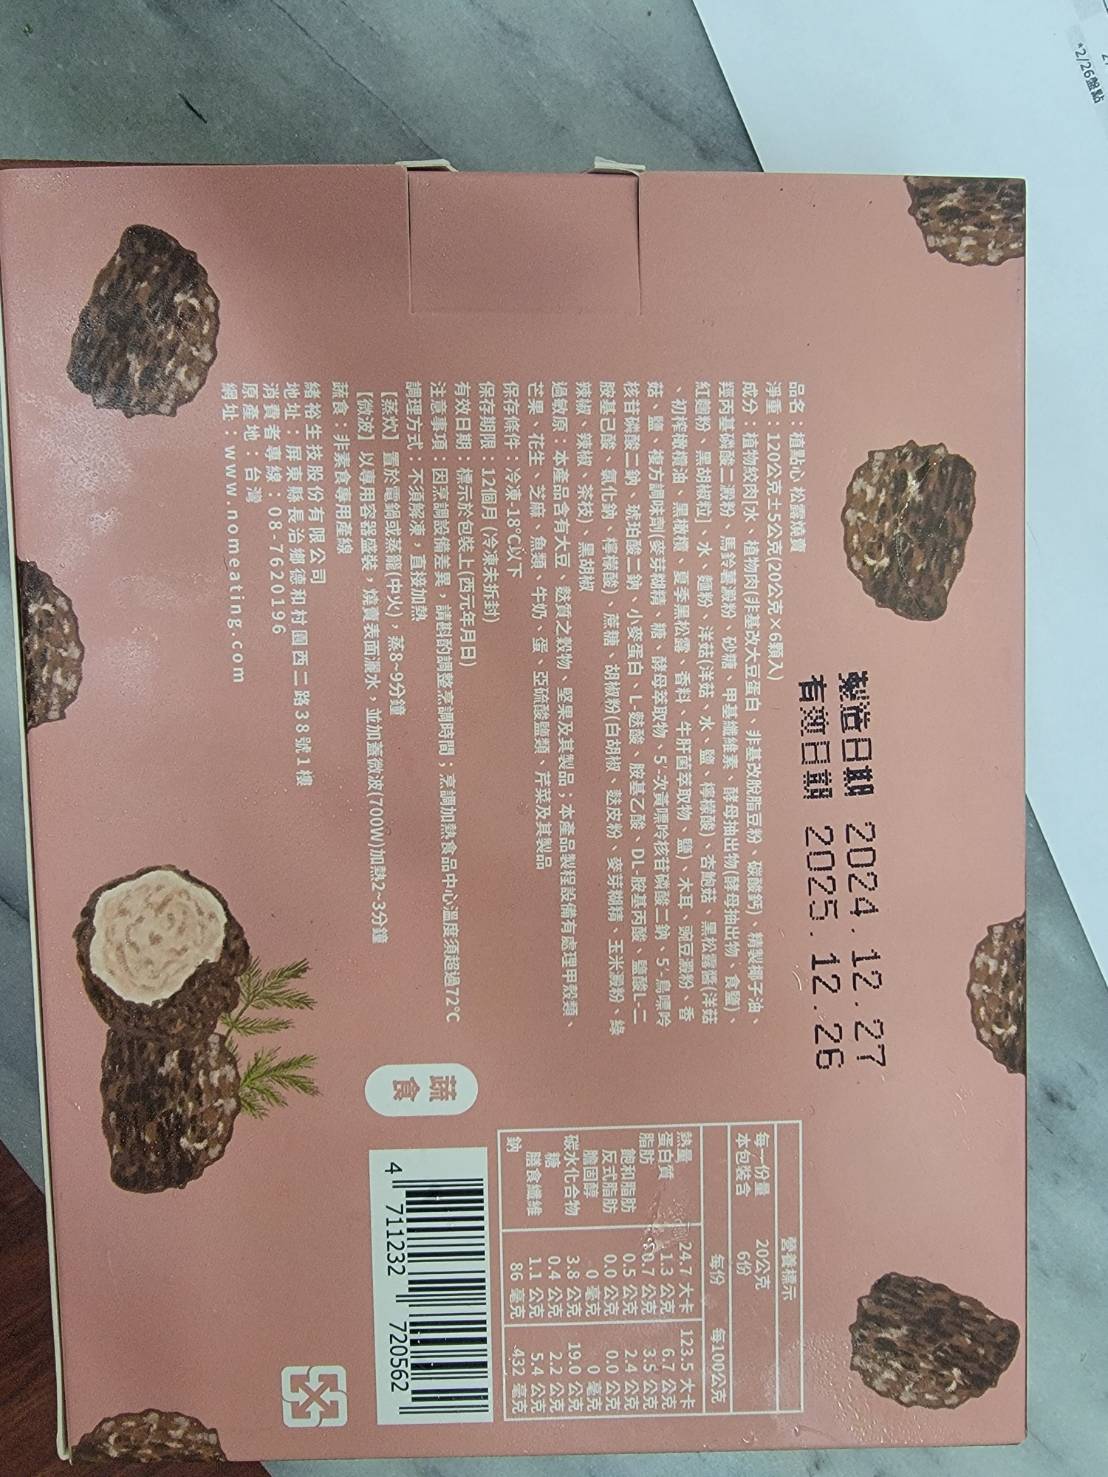 *2/26盤點
製造日期 2024.12.27
有效日期 2025.12.26
品名：植點心 松露燒賣
淨重：120公克±5公克(20公克×6顆入)
成分：植物絞肉[水、植物肉(非基改大豆蛋白、非基改脫脂豆粉、碳酸鈣)、精製椰子油、
羥丙基磷酸二澱粉、馬鈴薯澱粉、砂糖、甲基纖維素、酵母抽出物(酵母抽出物、食鹽)、
紅麴粉、黑胡椒粒]、水、麵粉、洋菇(洋菇、水、鹽、檸檬酸)、杏鮑菇、黑松露醬(洋菇
、初榨橄欖油、黑橄欖、夏季黑松露、香料、牛肝菌萃取物、鹽)、木耳、豌豆澱粉、香
菇、鹽、複方調味劑(麥芽糊精、糖、酵母萃取物、5'-次黃嘌呤核苷磷酸二鈉、5'-鳥嘌呤
核苷磷酸二鈉、琥珀酸二鈉、小麥蛋白、L-麩酸、胺基乙酸、DL-胺基丙酸、鹽酸L-二
胺基己酸、氯化鈉、檸檬酸)、蔗糖、胡椒粉(白胡椒、麩皮粉、麥芽糊精、玉米澱粉、綠
辣椒、辣椒、茶枝)、黑胡椒
過敏原：本產品含有大豆、麩質之穀物、堅果及其製品；本產品製程設備有處理甲殼類、
芒果、花生、芝麻、魚類、牛奶、蛋、亞硫酸鹽類、芹菜及其製品
保存條件：冷凍-18℃以下
保存期限：12個月(冷凍未拆封)
有效日期：標示於包裝上(西元年月日)
注意事項：因烹調設備差異，請斟酌調整烹調時間；烹調加熱食品中心溫度須超過72℃
調理方式：不須解凍，直接加熱
【蒸炊】置於電鍋或蒸籠(中火)，蒸8-9分鐘
【微波】以專用容器盛裝，燒賣表面灑水，並加蓋微波(700W)加熱2-3分鐘
蔬食：非素食專用產線
緒裕生技股份有限公司
地址：屏東縣長治鄉德和村園西二路38號1樓
消費者專線：08-7620196
原產地：台灣
網址：www.nomeating.com
蔬食
營養標示
每一份量 20公克
本包裝含 6份
每份 每100公克
熱量 24.7 大卡 123.5 大卡
蛋白質 1.3 公克 6.7 公克
脂肪 0.7 公克 3.5 公克
飽和脂肪 0.5 公克 2.4 公克
反式脂肪 0.0 公克 0.0 公克
膽固醇 0 毫克 0 毫克
碳水化合物 3.8 公克 19.0 公克
糖 0.4 公克 2.2 公克
膳食纖維 1.1 公克 5.4 公克
鈉 86 毫克 432 毫克
4 711232 720562